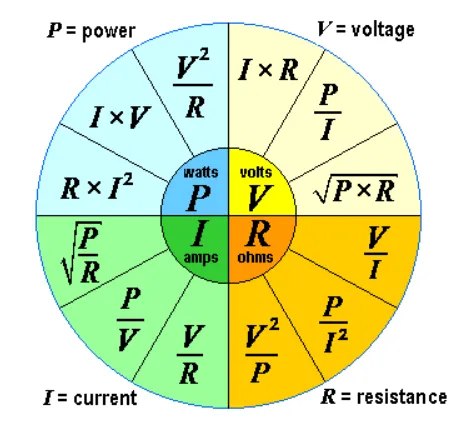 P = power
V = voltage
V²/R
I × R
I × V
P/I
R × I²
√(P × R)
watts
P
volts
V
I
amps
R
ohms
√(P/R)
V/I
P/V
P/I²
V/R
V²/P
I = current
R = resistance